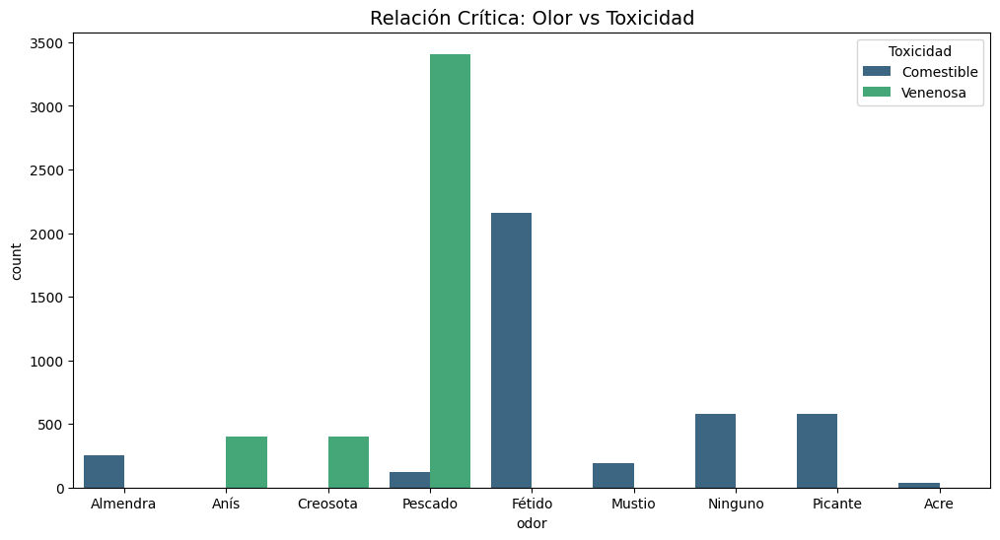 Relación Crítica: Olor vs Toxicidad
Toxicidad
Comestible
Venenosa
count
3500
3000
2500
2000
1500
1000
500
0
Almendra Anís Creosota Pescado Fétido Mustio Ninguno Picante Acre
odor